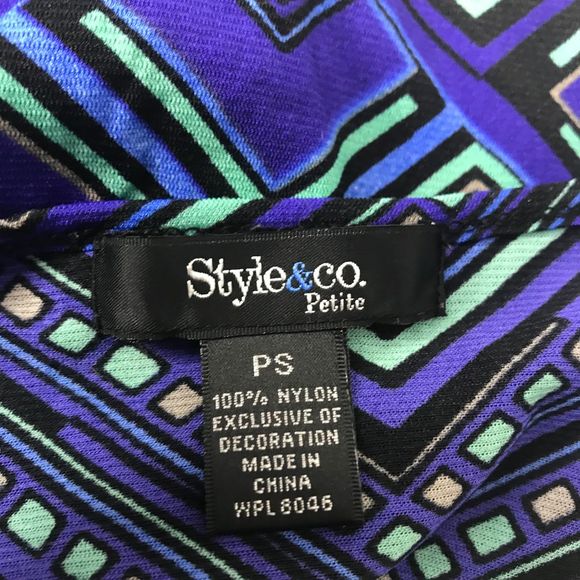 Style&co.
Petite
PS
100% NYLON
EXCLUSIVE OF
DECORATION
MADE IN
CHINA
WPL 8046